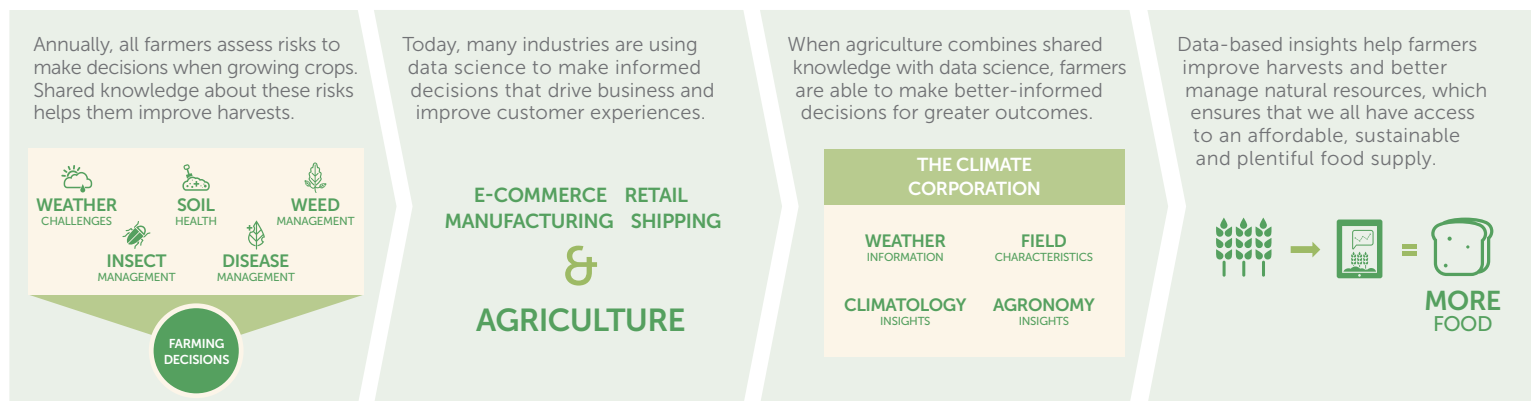 Annually, all farmers assess risks to
make decisions when growing crops.
Shared knowledge about these risks
helps them improve harvests.
WEATHER
CHALLENGES
SOIL
HEALTH
WEED
MANAGEMENT
INSECT
MANAGEMENT
DISEASE
MANAGEMENT
FARMING
DECISIONS
Today, many industries are using
data science to make informed
decisions that drive business and
improve customer experiences.
E-COMMERCE RETAIL
MANUFACTURING SHIPPING
&
AGRICULTURE
When agriculture combines shared
knowledge with data science, farmers
are able to make better-informed
decisions for greater outcomes.
THE CLIMATE
CORPORATION
WEATHER
INFORMATION
FIELD
CHARACTERISTICS
CLIMATOLOGY
INSIGHTS
AGRONOMY
INSIGHTS
Data-based insights help farmers
improve harvests and better
manage natural resources, which
ensures that we all have access
to an affordable, sustainable
and plentiful food supply.
=
MORE
FOOD